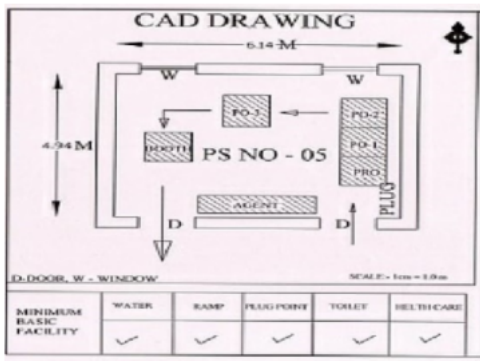 CAD DRAWING
6.14 M
W W
PO-3 PO-2
4.94 M BOOTH PS NO - 05 PO-1
PRO
AGENT PLUG
D D
D-DOOR, W - WINDOW SCALE - 1cm = 1.0 m
MINIMUM BASIC FACILITY WATER RAMP PLUG POINT TOILET HELTH CARE